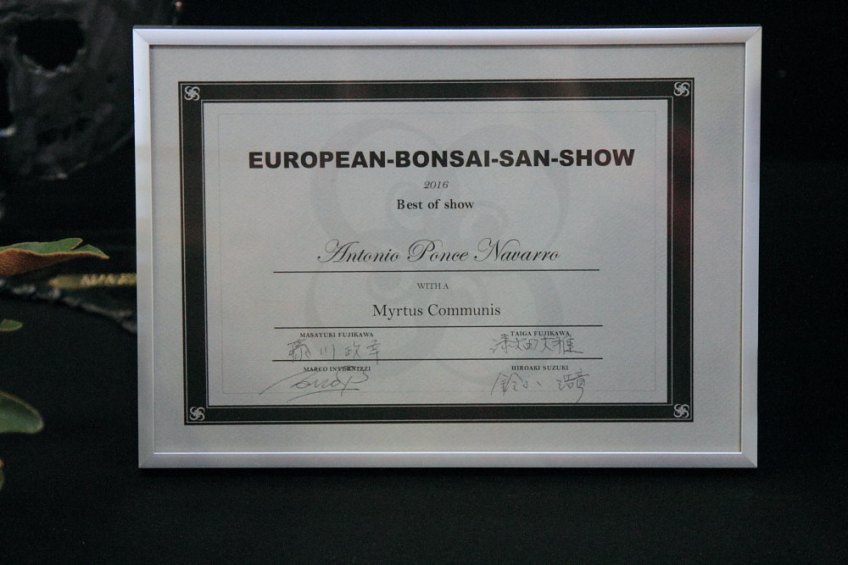 EUROPEAN-BONSAI-SAN-SHOW
2016
Best of show
Antonio Ponce Navarro
WITH A
Myrtus Communis
MASAYUKI FUJIKAWA TAIGA FUJIKAWA
MARCO INVERNIZZI HIROAKI SUZUKI